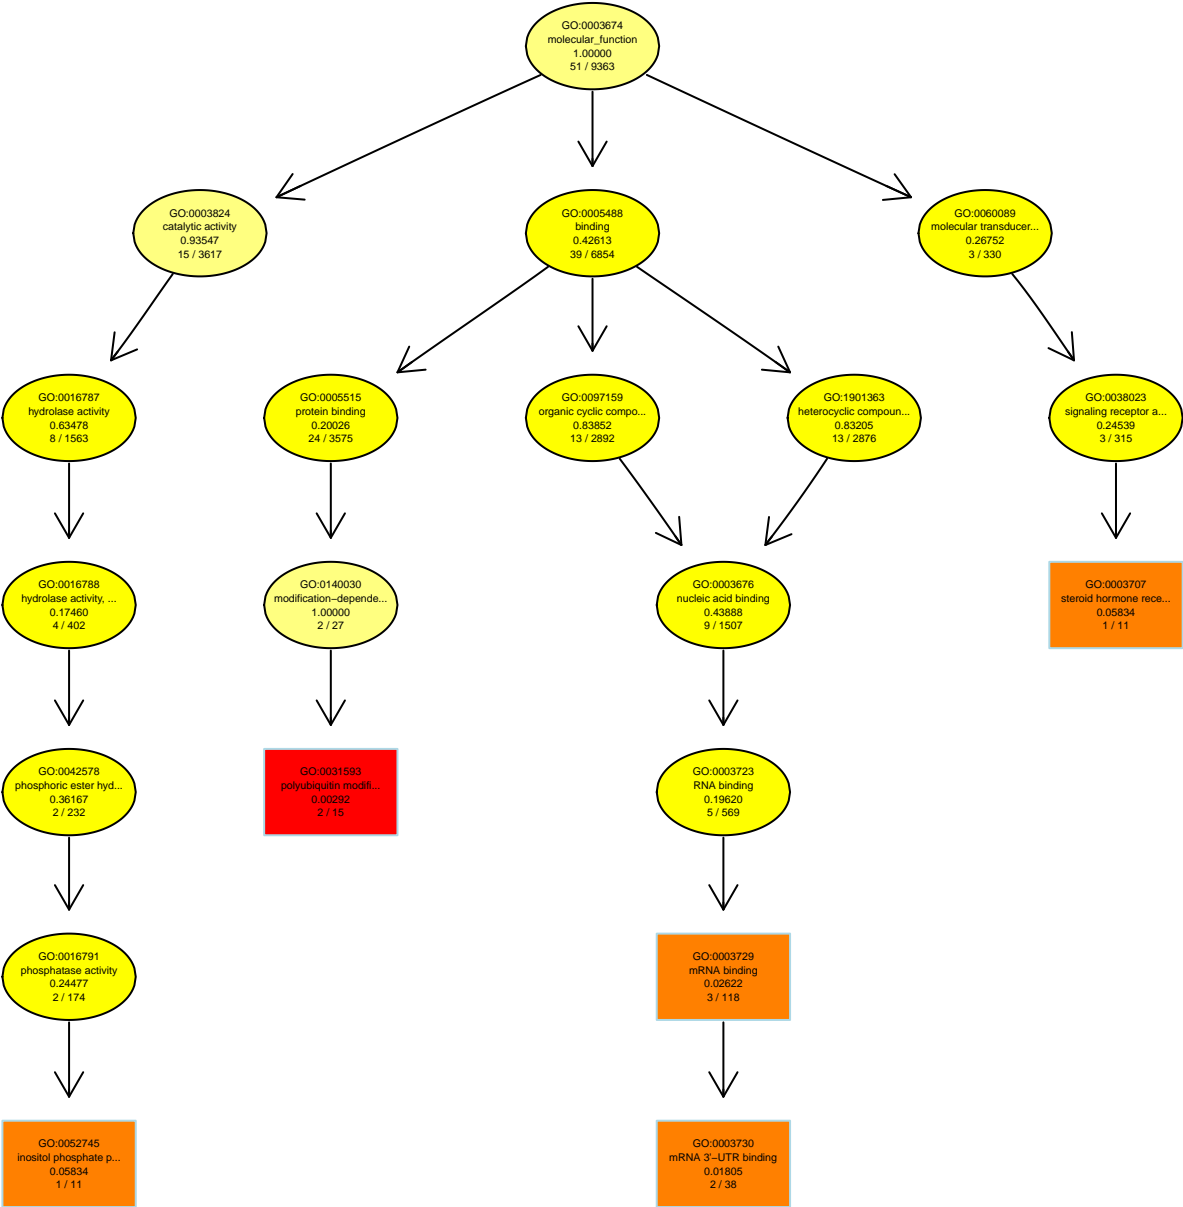 GO:0003674
molecular_function
1.00000
51 / 9363
GO:0003824
catalytic activity
0.93547
15 / 3617
GO:0005488
binding
0.42613
39 / 6854
GO:0060089
molecular transducer...
0.26752
3 / 330
GO:0016787
hydrolase activity
0.63478
8 / 1563
GO:0005515
protein binding
0.20026
24 / 3575
GO:0097159
organic cyclic compo...
0.83852
13 / 2892
GO:1901363
heterocyclic compoun...
0.83205
13 / 2876
GO:0038023
signaling receptor a...
0.24539
3 / 315
GO:0016788
hydrolase activity, ...
0.17460
4 / 402
GO:0140030
modification–depende...
1.00000
2 / 27
GO:0003676
nucleic acid binding
0.43888
9 / 1507
GO:0003707
steroid hormone rece...
0.05834
1 / 11
GO:0042578
phosphoric ester hyd...
0.36167
2 / 232
GO:0031593
polyubiquitin modifi...
0.00292
2 / 15
GO:0003723
RNA binding
0.19620
5 / 569
GO:0016791
phosphatase activity
0.24477
2 / 174
GO:0003729
mRNA binding
0.02622
3 / 118
GO:0052745
inositol phosphate p...
0.05834
1 / 11
GO:0003730
mRNA 3'–UTR binding
0.01805
2 / 38